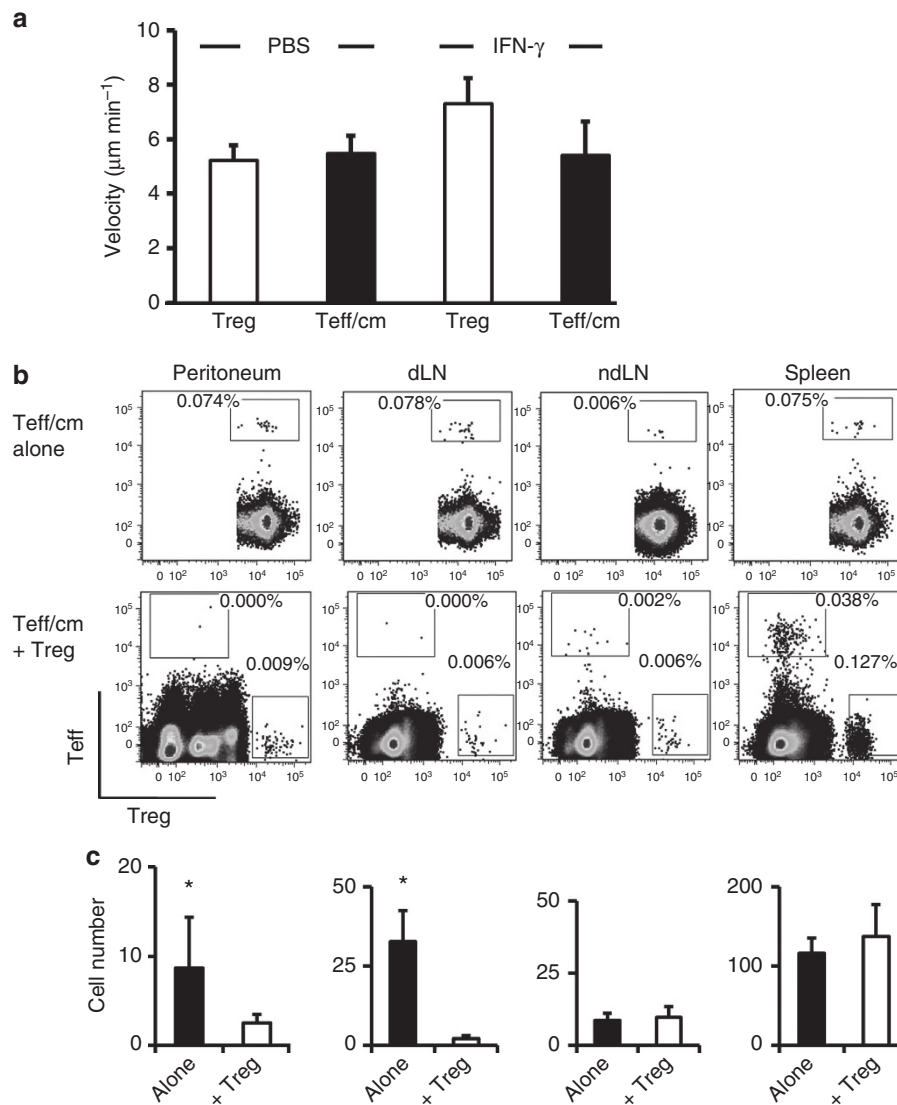 a
10
8
6
4
2
0
Velocity (μm min⁻¹)
PBS
IFN-γ
Treg
Teff/cm
Treg
Teff/cm
b
Peritoneum
dLN
ndLN
Spleen
Teff/cm
alone
0.074%
0.078%
0.006%
0.075%
10⁵
10⁴
10³
10²
0
10⁵
10⁴
10³
10²
0
10⁵
10⁴
10³
10²
0
10⁵
10⁴
10³
10²
0
0 10² 10³ 10⁴ 10⁵
0 10² 10³ 10⁴ 10⁵
0 10² 10³ 10⁴ 10⁵
0 10² 10³ 10⁴ 10⁵
Teff/cm
+ Treg
0.000%
0.009%
0.000%
0.006%
0.002%
0.006%
0.038%
0.127%
10⁵
10⁴
10³
10²
0
10⁵
10⁴
10³
10²
0
10⁵
10⁴
10³
10²
0
10⁵
10⁴
10³
10²
0
0 10² 10³ 10⁴ 10⁵
0 10² 10³ 10⁴ 10⁵
0 10² 10³ 10⁴ 10⁵
0 10² 10³ 10⁴ 10⁵
Teff
Treg
c
Cell number
20
10
0
*
Alone
+ Treg
50
25
0
*
Alone
+ Treg
50
25
0
Alone
+ Treg
200
100
0
Alone
+ Treg